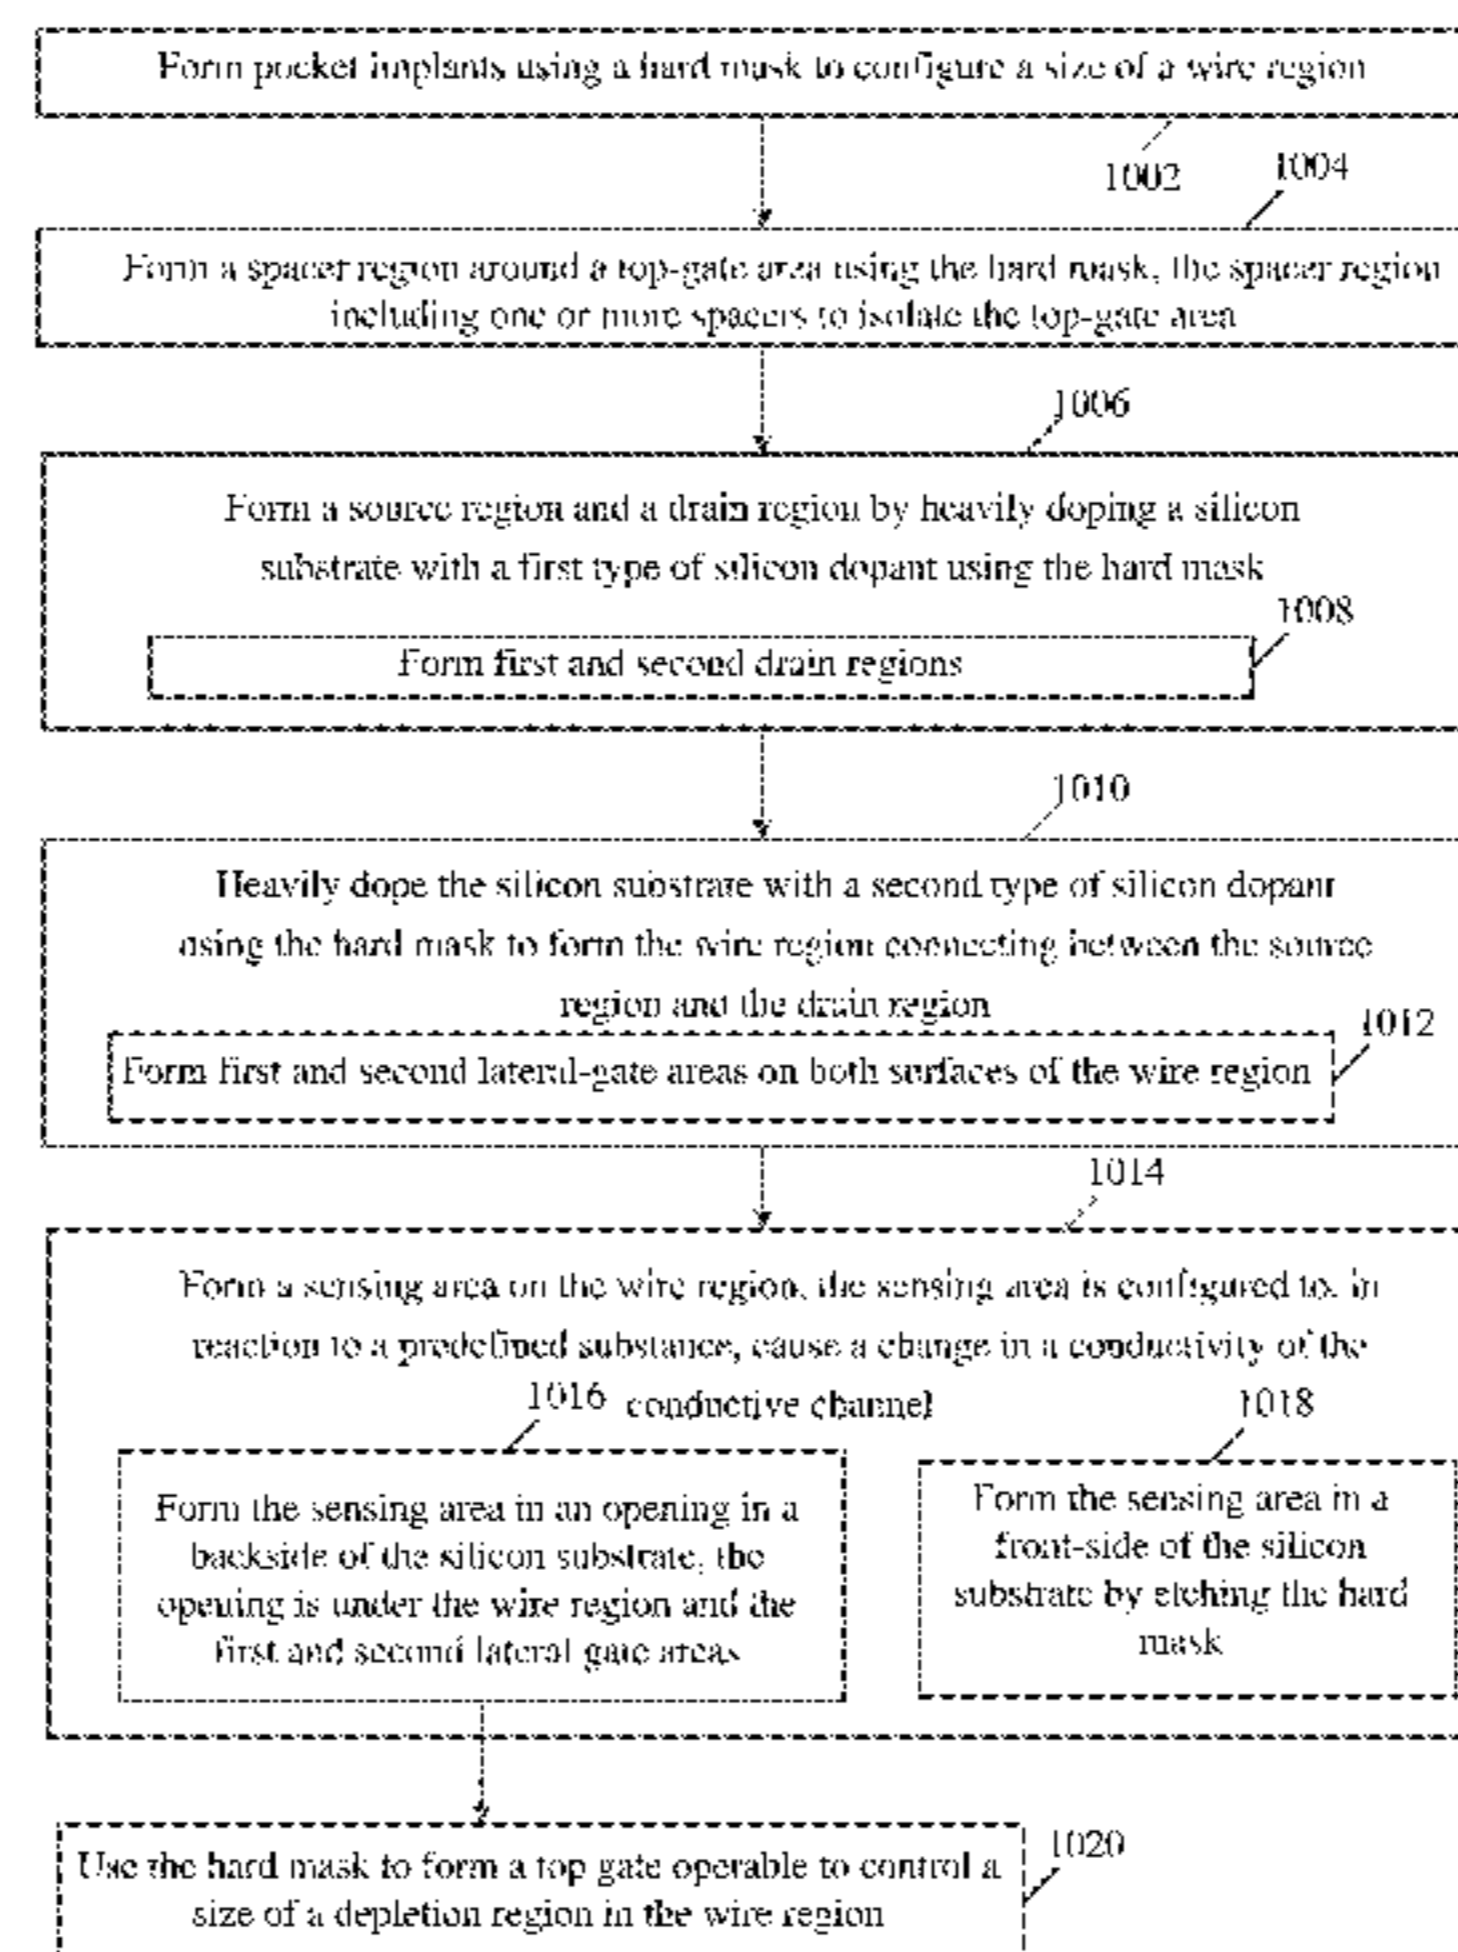 Form pocket implants using a hard mask to configure a size of a wire region
1002
1004
Form a spacer region around a top-gate area using the hard mask, the spacer region
including one or more spacers to isolate the top-gate area
1006
Form a source region and a drain region by heavily doping a silicon
substrate with a first type of silicon dopant using the hard mask
1008
Form first and second drain regions
1010
Heavily dope the silicon substrate with a second type of silicon dopant
using the hard mask to form the wire region connecting between the source
region and the drain region
1012
Form first and second lateral-gate areas on both surfaces of the wire region
1014
Form a sensing area on the wire region, the sensing area is configured to, in
reaction to a predefined substance, cause a change in a conductivity of the
conductive channel
1016
1018
Form the sensing area in an opening in a
backside of the silicon substrate, the
opening is under the wire region and the
first and second lateral gate areas
Form the sensing area in a
front-side of the silicon
substrate by etching the hard
mask
1020
Use the hard mask to form a top gate operable to control a
size of a depletion region in the wire region